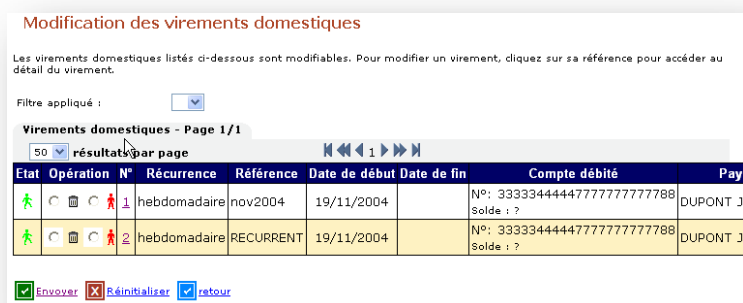 Modification des virements domestiques
Les virements domestiques listés ci-dessous sont modifiables. Pour modifier un virement, cliquez sur sa référence pour accéder au
détail du virement.
Filtre appliqué :
Virements domestiques - Page 1/1
50 résultats par page 1
Etat Opération N° Récurrence Référence Date de début Date de fin Compte débité Pay
1 hebdomadaire nov2004 19/11/2004 N°: 33333444447777777777788 DUPONT J
Solde : ?
2 hebdomadaire RECURRENT 19/11/2004 N°: 33333444447777777777788 DUPONT J
Solde : ?
Envoyer Réinitialiser retour